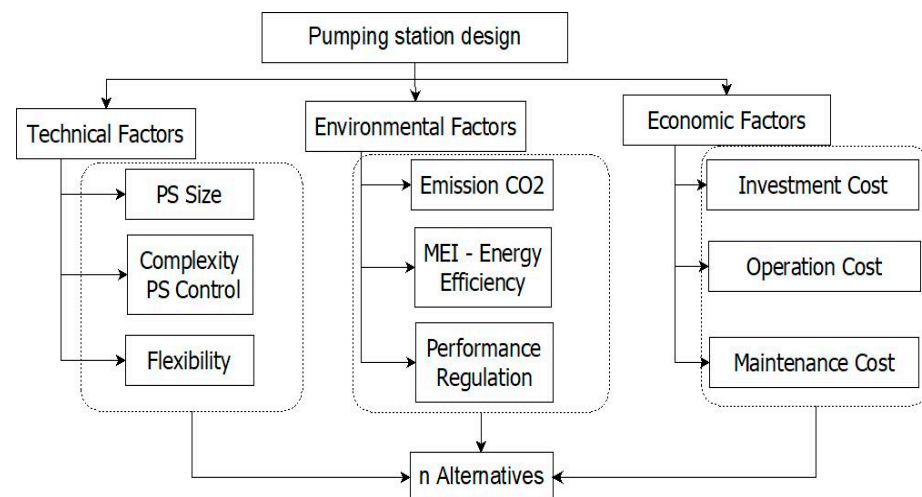 Pumping station design
Technical Factors
Environmental Factors
Economic Factors
PS Size
Complexity
PS Control
Flexibility
Emission CO2
MEI - Energy
Efficiency
Performance
Regulation
Investment Cost
Operation Cost
Maintenance Cost
n Alternatives